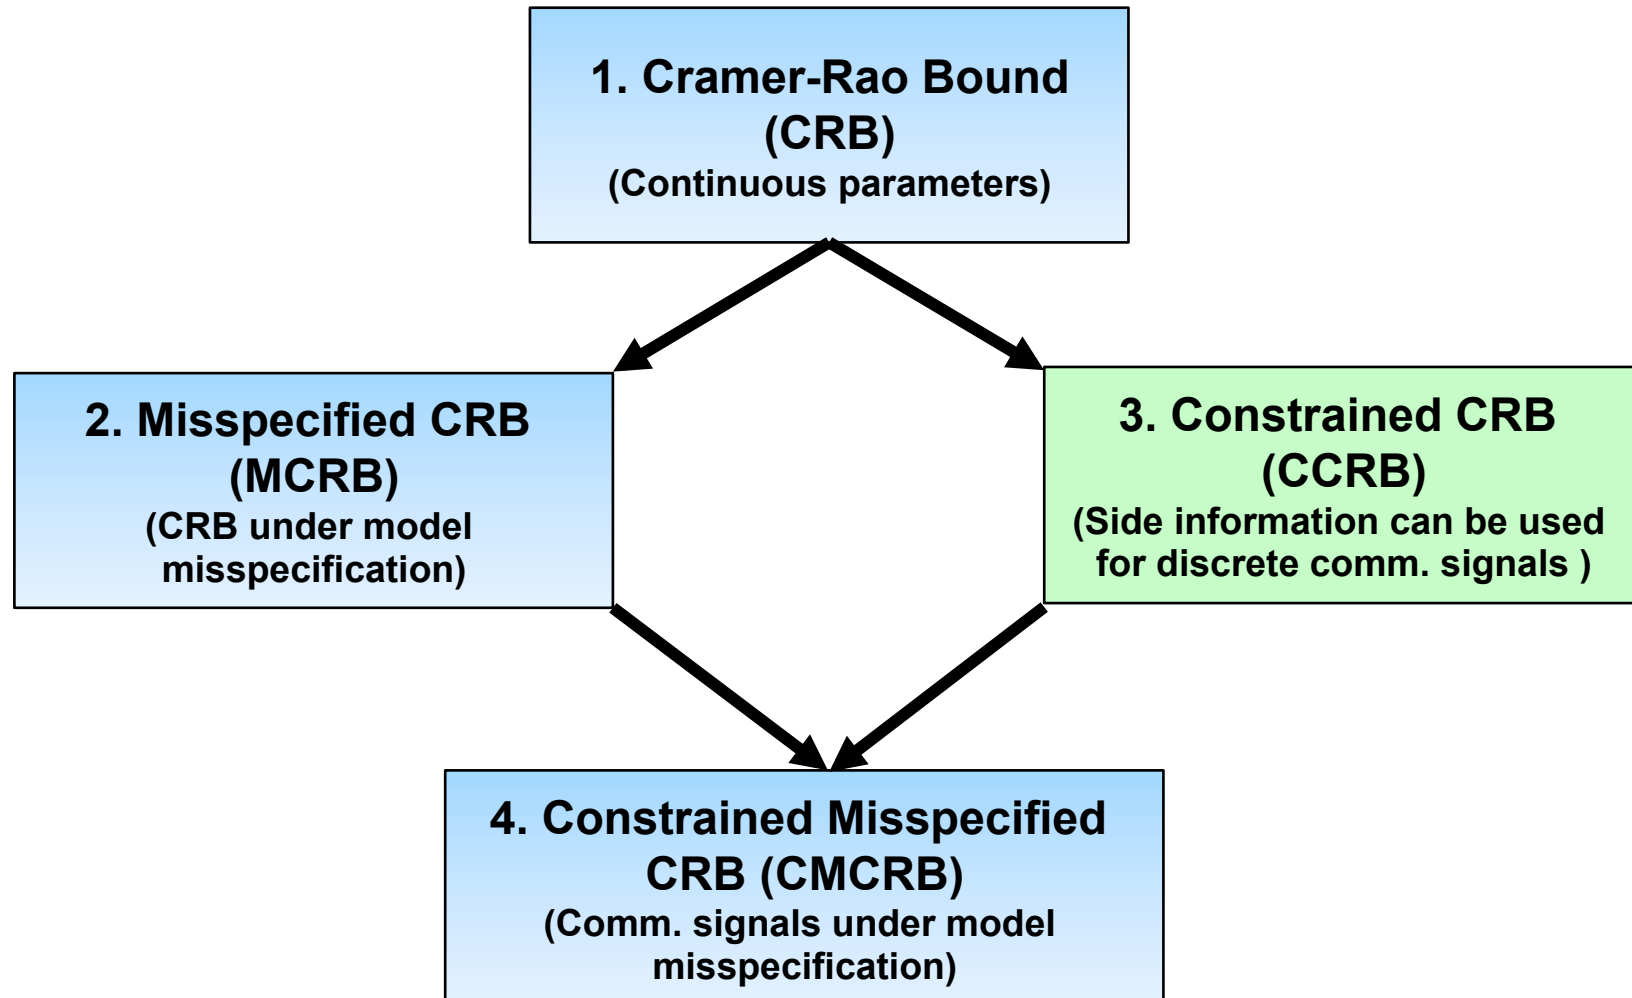 1. Cramer-Rao Bound
(CRB)
(Continuous parameters)
2. Misspecified CRB
(MCRB)
(CRB under model
misspecification)
3. Constrained CRB
(CCRB)
(Side information can be used
for discrete comm. signals )
4. Constrained Misspecified
CRB (CMCRB)
(Comm. signals under model
misspecification)